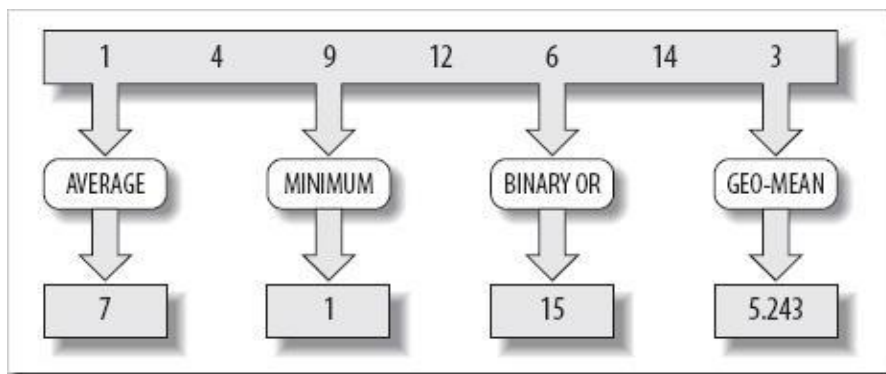 1 4 9 12 6 14 3
AVERAGE MINIMUM BINARY OR GEO-MEAN
7 1 15 5.243